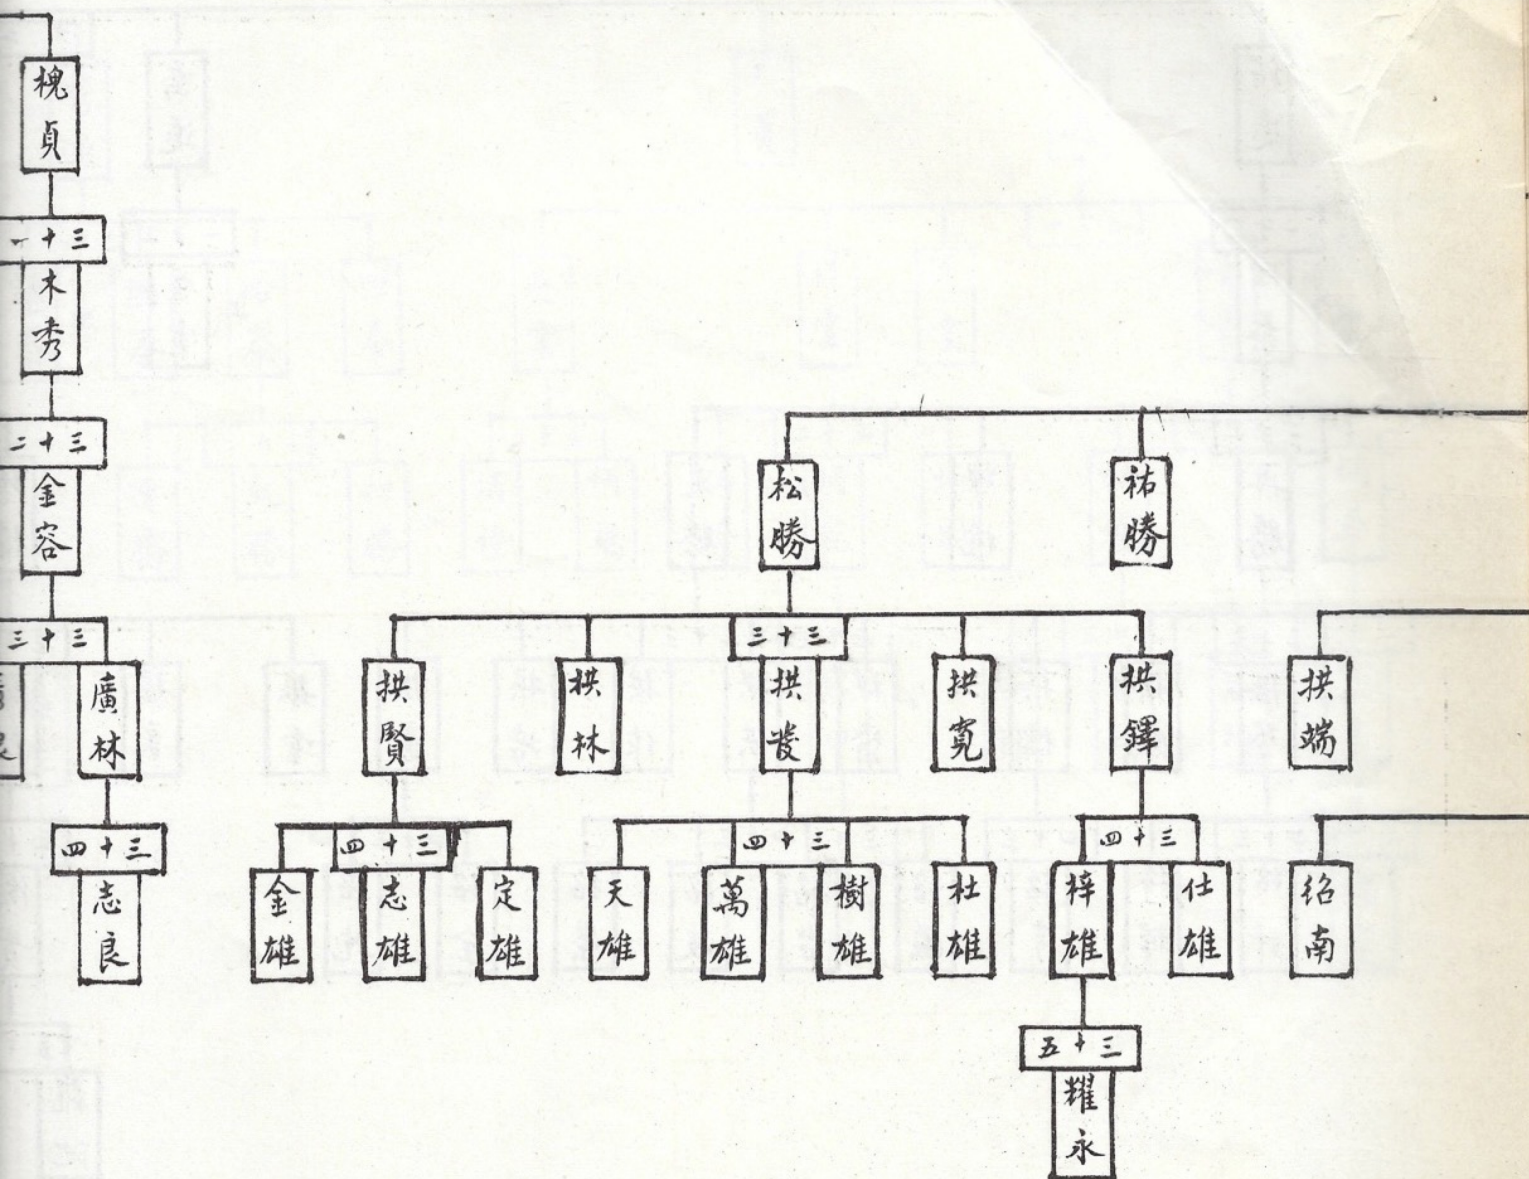 槐貞
三十一
木秀
三十二
金容
三十三
廣林
三十四
志良
祐勝
松勝
三十三
拱端
拱鐸
拱寬
拱發
拱林
拱賢
三十四
紹南
仕雄
梓雄
三十四
杜雄
樹雄
萬雄
天雄
三十四
定雄
志雄
金雄
三十五
耀永